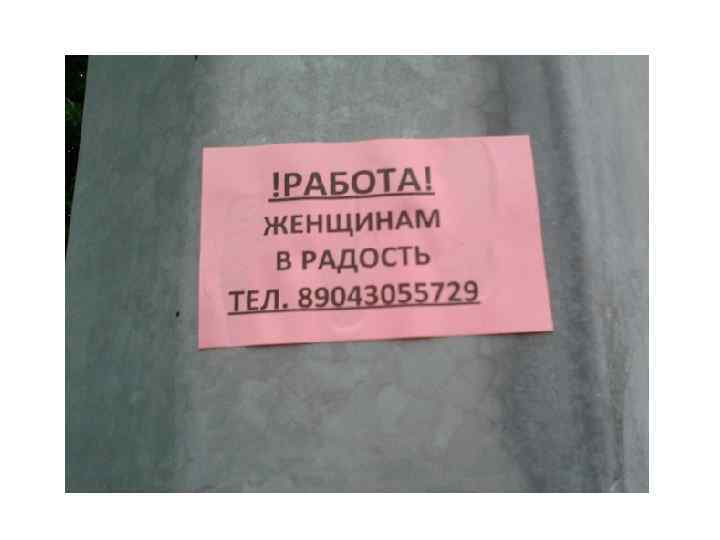 !РАБОТА!
ЖЕНЩИНАМ
В РАДОСТЬ
ТЕЛ. 89043055729